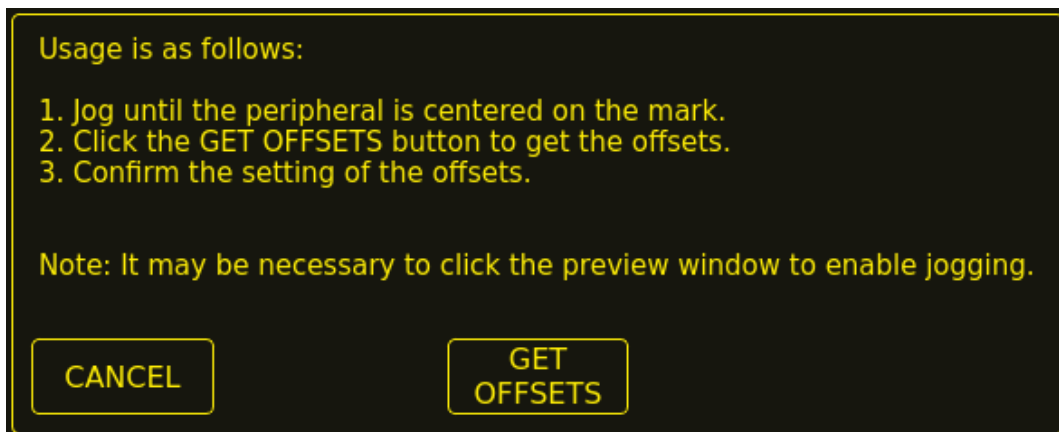 Usage is as follows:
1. Jog until the peripheral is centered on the mark.
2. Click the GET OFFSETS button to get the offsets.
3. Confirm the setting of the offsets.
Note: It may be necessary to click the preview window to enable jogging.
CANCEL
GET
OFFSETS